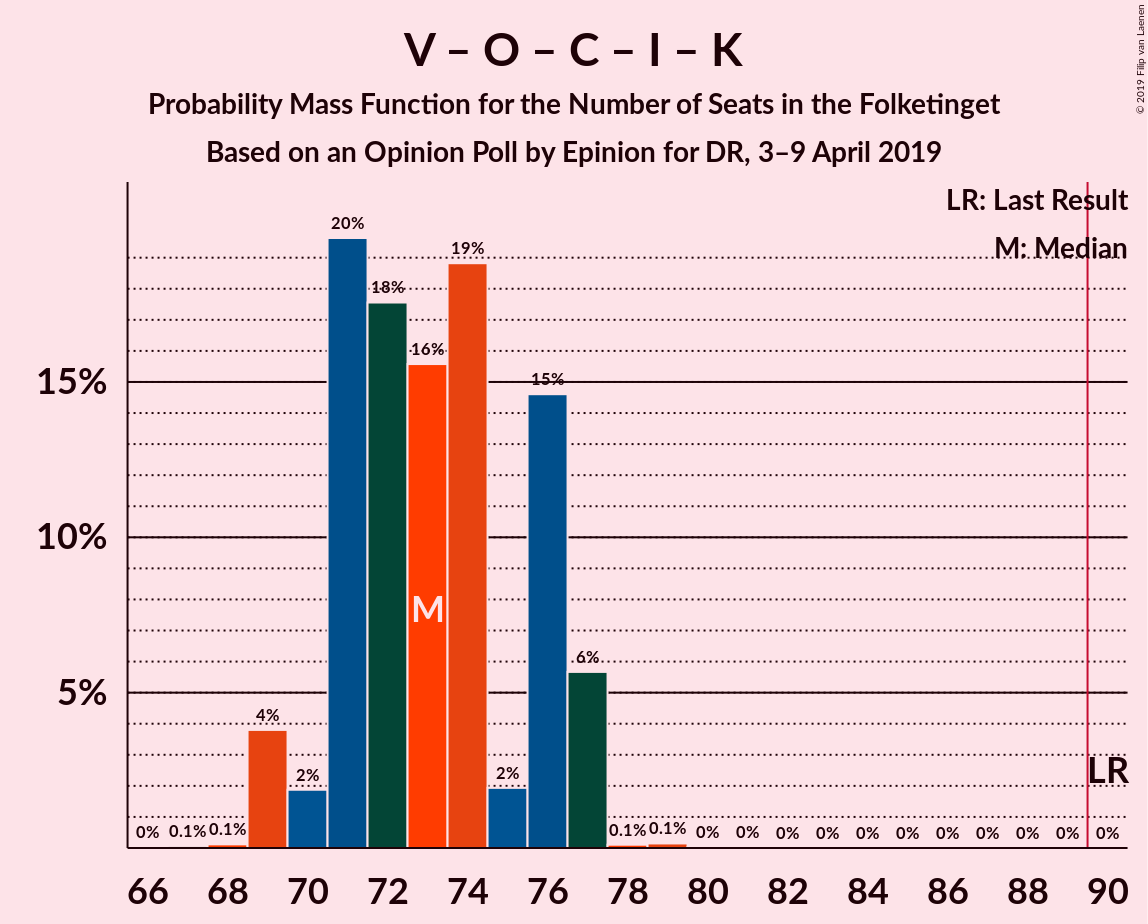 V – O – C – I – K
Probability Mass Function for the Number of Seats in the Folketinget
Based on an Opinion Poll by Epinion for DR, 3–9 April 2019
© 2019 Filip van Laenen
LR: Last Result
M: Median
20%
19%
18%
16%
15%
15%
10%
M
6%
5%
4%
2%
2%
LR
0% 0.1% 0.1% 0.1% 0.1% 0% 0% 0% 0% 0% 0% 0% 0% 0% 0% 0%
66 68 70 72 74 76 78 80 82 84 86 88 90